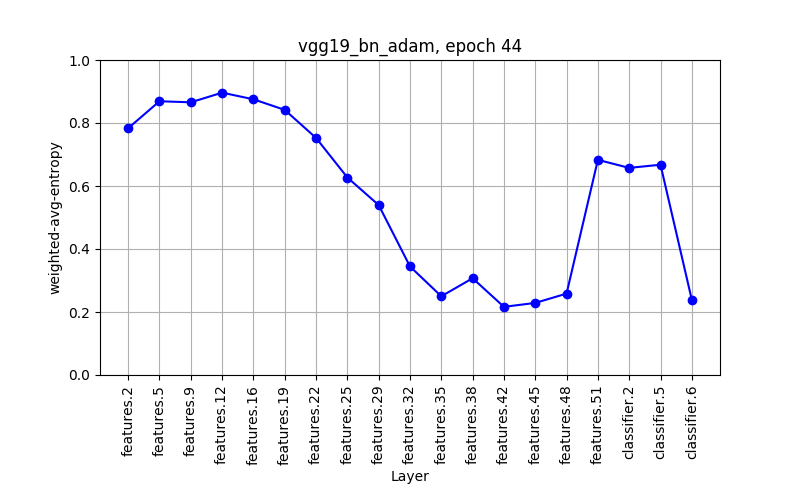 vgg19_bn_adam, epoch 44
weighted-avg-entropy
1.0
0.8
0.6
0.4
0.2
0.0
features.2
features.5
features.9
features.12
features.16
features.19
features.22
features.25
features.29
features.32
features.35
features.38
features.42
features.45
features.48
features.51
classifier.2
classifier.5
classifier.6
Layer